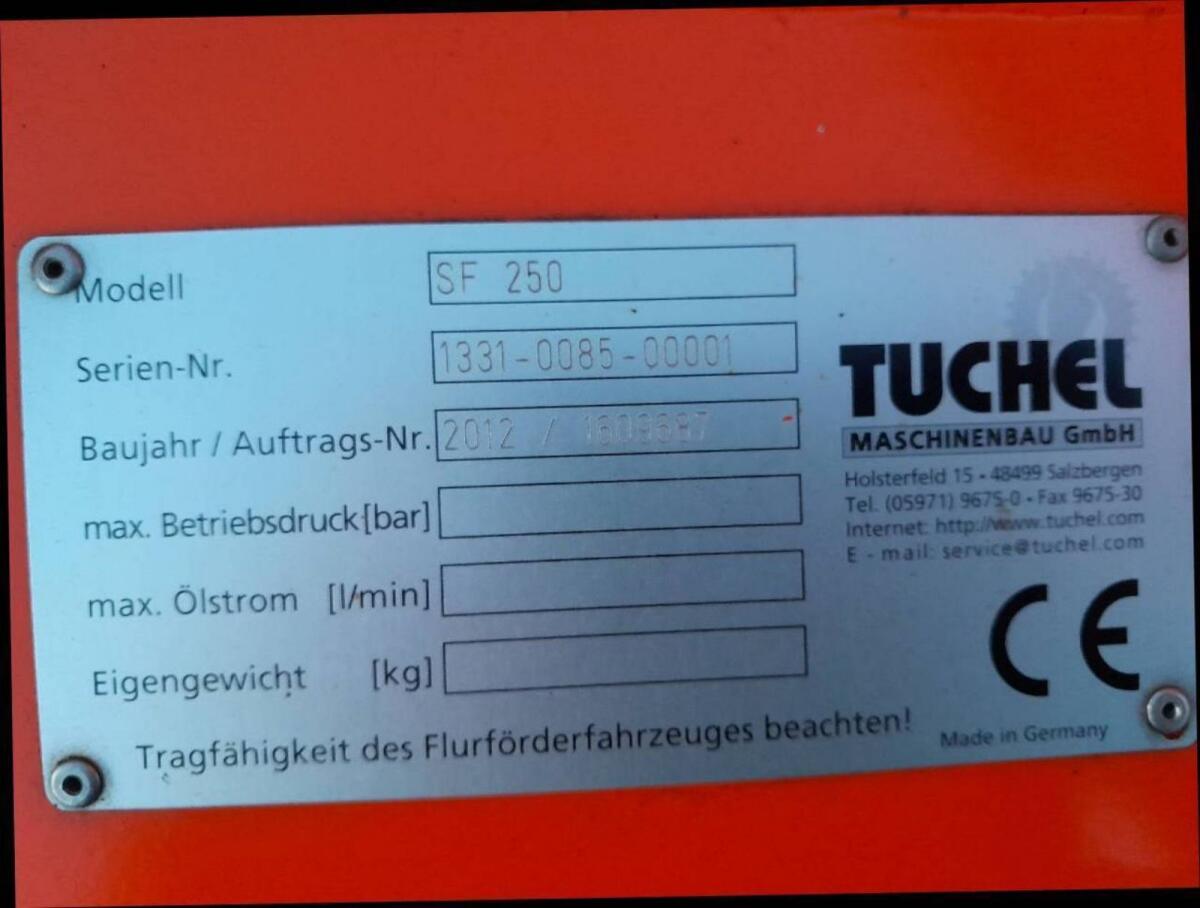 Modell SF 250
Serien-Nr. 1331-0085-00001
Baujahr / Auftrags-Nr. 2012 / 1609687
max. Betriebsdruck [bar]
max. Ölstrom [l/min]
Eigengewicht [kg]
Tragfähigkeit des Flurförderfahrzeuges beachten!
TUCHEL
MASCHINENBAU GmbH
Holsterfeld 15 - 48499 Salzbergen
Tel. (05971) 9675-0 - Fax 9675-30
Internet: http://www.tuchel.com
E - mail: service@tuchel.com
CE
Made in Germany